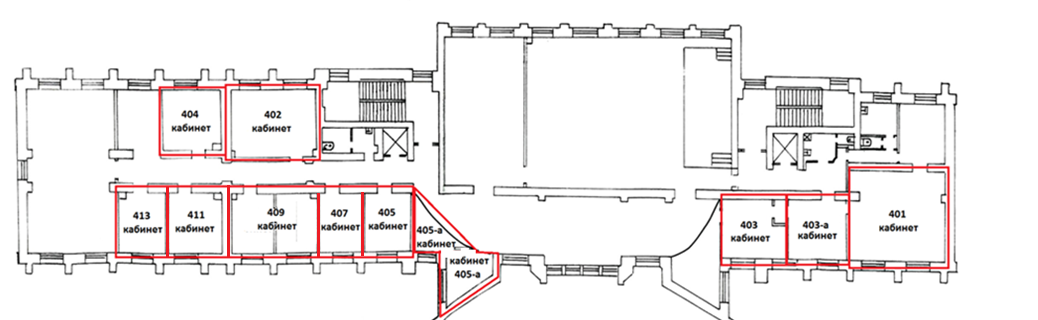 404
кабинет
402
кабинет
413
кабинет
411
кабинет
409
кабинет
407
кабинет
405
кабинет
405-а
кабинет
кабинет
405-а
403
кабинет
403-а
кабинет
401
кабинет